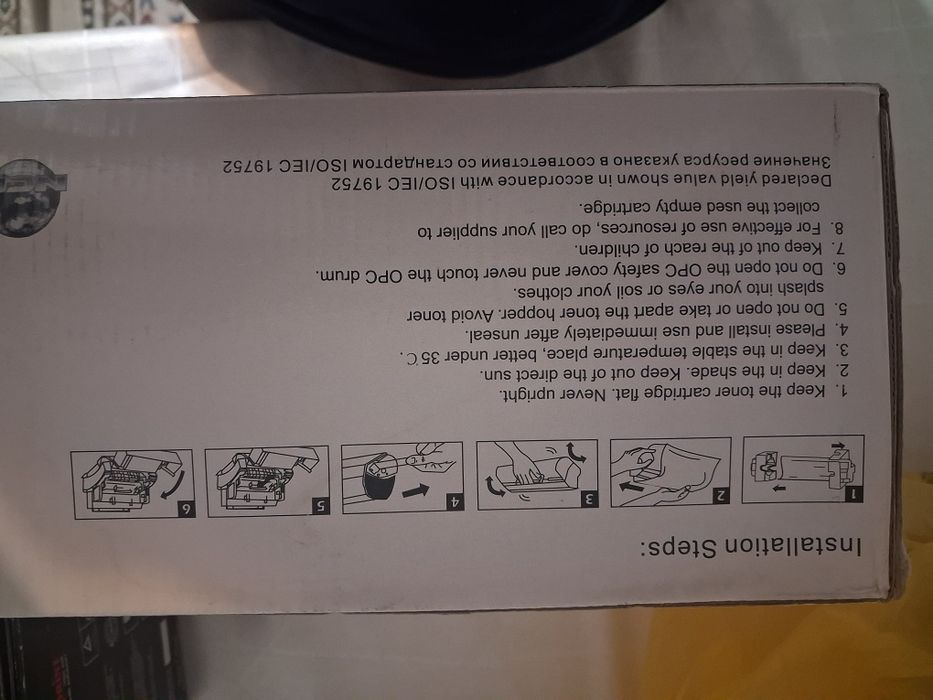 Installation Steps:
1 2 3 4 5 6
1. Keep the toner cartridge flat. Never upright.
2. Keep in the shade. Keep out of the direct sun.
3. Keep in the stable temperature place, better under 35℃.
4. Please install and use immediately after unseal.
5. Do not open or take apart the toner hopper. Avoid toner
splash into your eyes or soil your clothes.
6. Do not open the OPC safety cover and never touch the OPC drum.
7. Keep out of the reach of children.
8. For effective use of resources, do call your supplier to
collect the used empty cartridge.
Declared yield value shown in accordance with ISO/IEC 19752
Значение ресурса указано в соответствии со стандартом ISO/IEC 19752